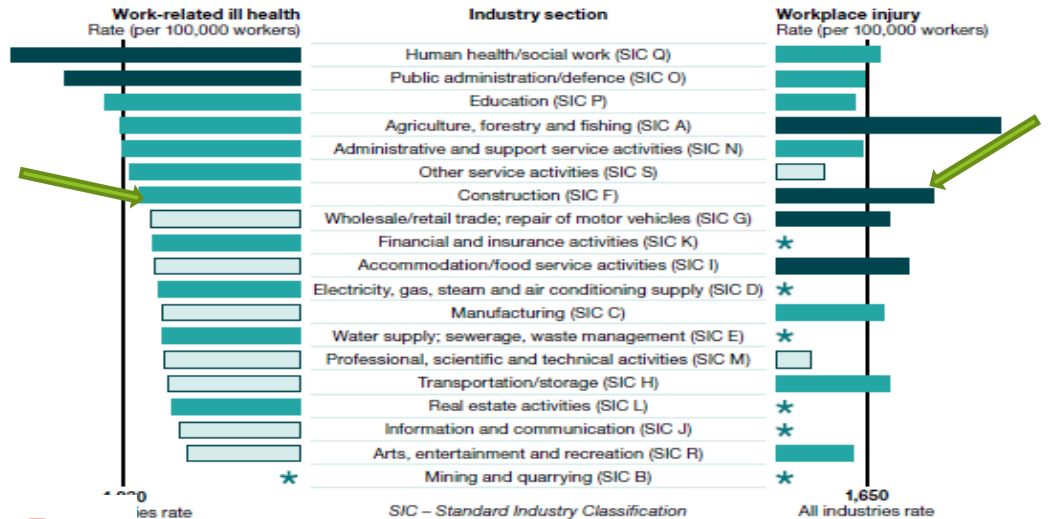 Work-related ill health
Rate (per 100,000 workers)
Industry section
Workplace injury
Rate (per 100,000 workers)
Human health/social work (SIC Q)
Public administration/defence (SIC O)
Education (SIC P)
Agriculture, forestry and fishing (SIC A)
Administrative and support service activities (SIC N)
Other service activities (SIC S)
Construction (SIC F)
Wholesale/retail trade; repair of motor vehicles (SIC G)
Financial and insurance activities (SIC K)
*
Accommodation/food service activities (SIC I)
Electricity, gas, steam and air conditioning supply (SIC D)
*
Manufacturing (SIC C)
Water supply; sewerage, waste management (SIC E)
*
Professional, scientific and technical activities (SIC M)
Transportation/storage (SIC H)
Real estate activities (SIC L)
*
Information and communication (SIC J)
*
Arts, entertainment and recreation (SIC R)
*
Mining and quarrying (SIC B)
*
ies rate
SIC – Standard Industry Classification
1,650
All industries rate